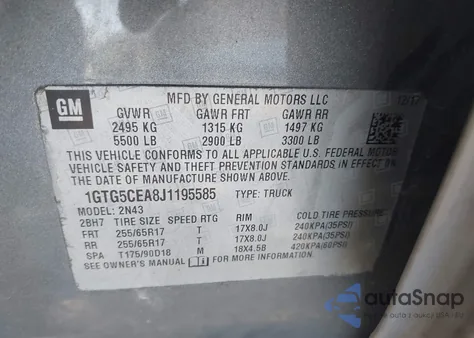 GM
MFD BY GENERAL MOTORS LLC
GVWR GAWR FRT GAWR RR
2495 KG 1315 KG 1497 KG
5500 LB 2900 LB 3300 LB
THIS VEHICLE CONFORMS TO ALL APPLICABLE U.S. FEDERAL MOTOR
VEHICLE SAFETY AND THEFT PREVENTION STANDARDS IN EFFECT ON
THE DATE OF MANUFACTURE SHOWN ABOVE.
1GTG5CEA8J1195585 TYPE: TRUCK
MODEL: 2N43
2BH7 TIRE SIZE SPEED RTG RIM COLD TIRE PRESSURE
FRT 255/65R17 T 17X8.0J 240KPA(35PSI)
RR 255/65R17 T 17X8.0J 240KPA(35PSI)
SPA T175/90D18 M 18X4.5B 420KPA(60PSI)
SEE OWNER'S MANUAL FOR MORE INFORMATION.
autaSnap